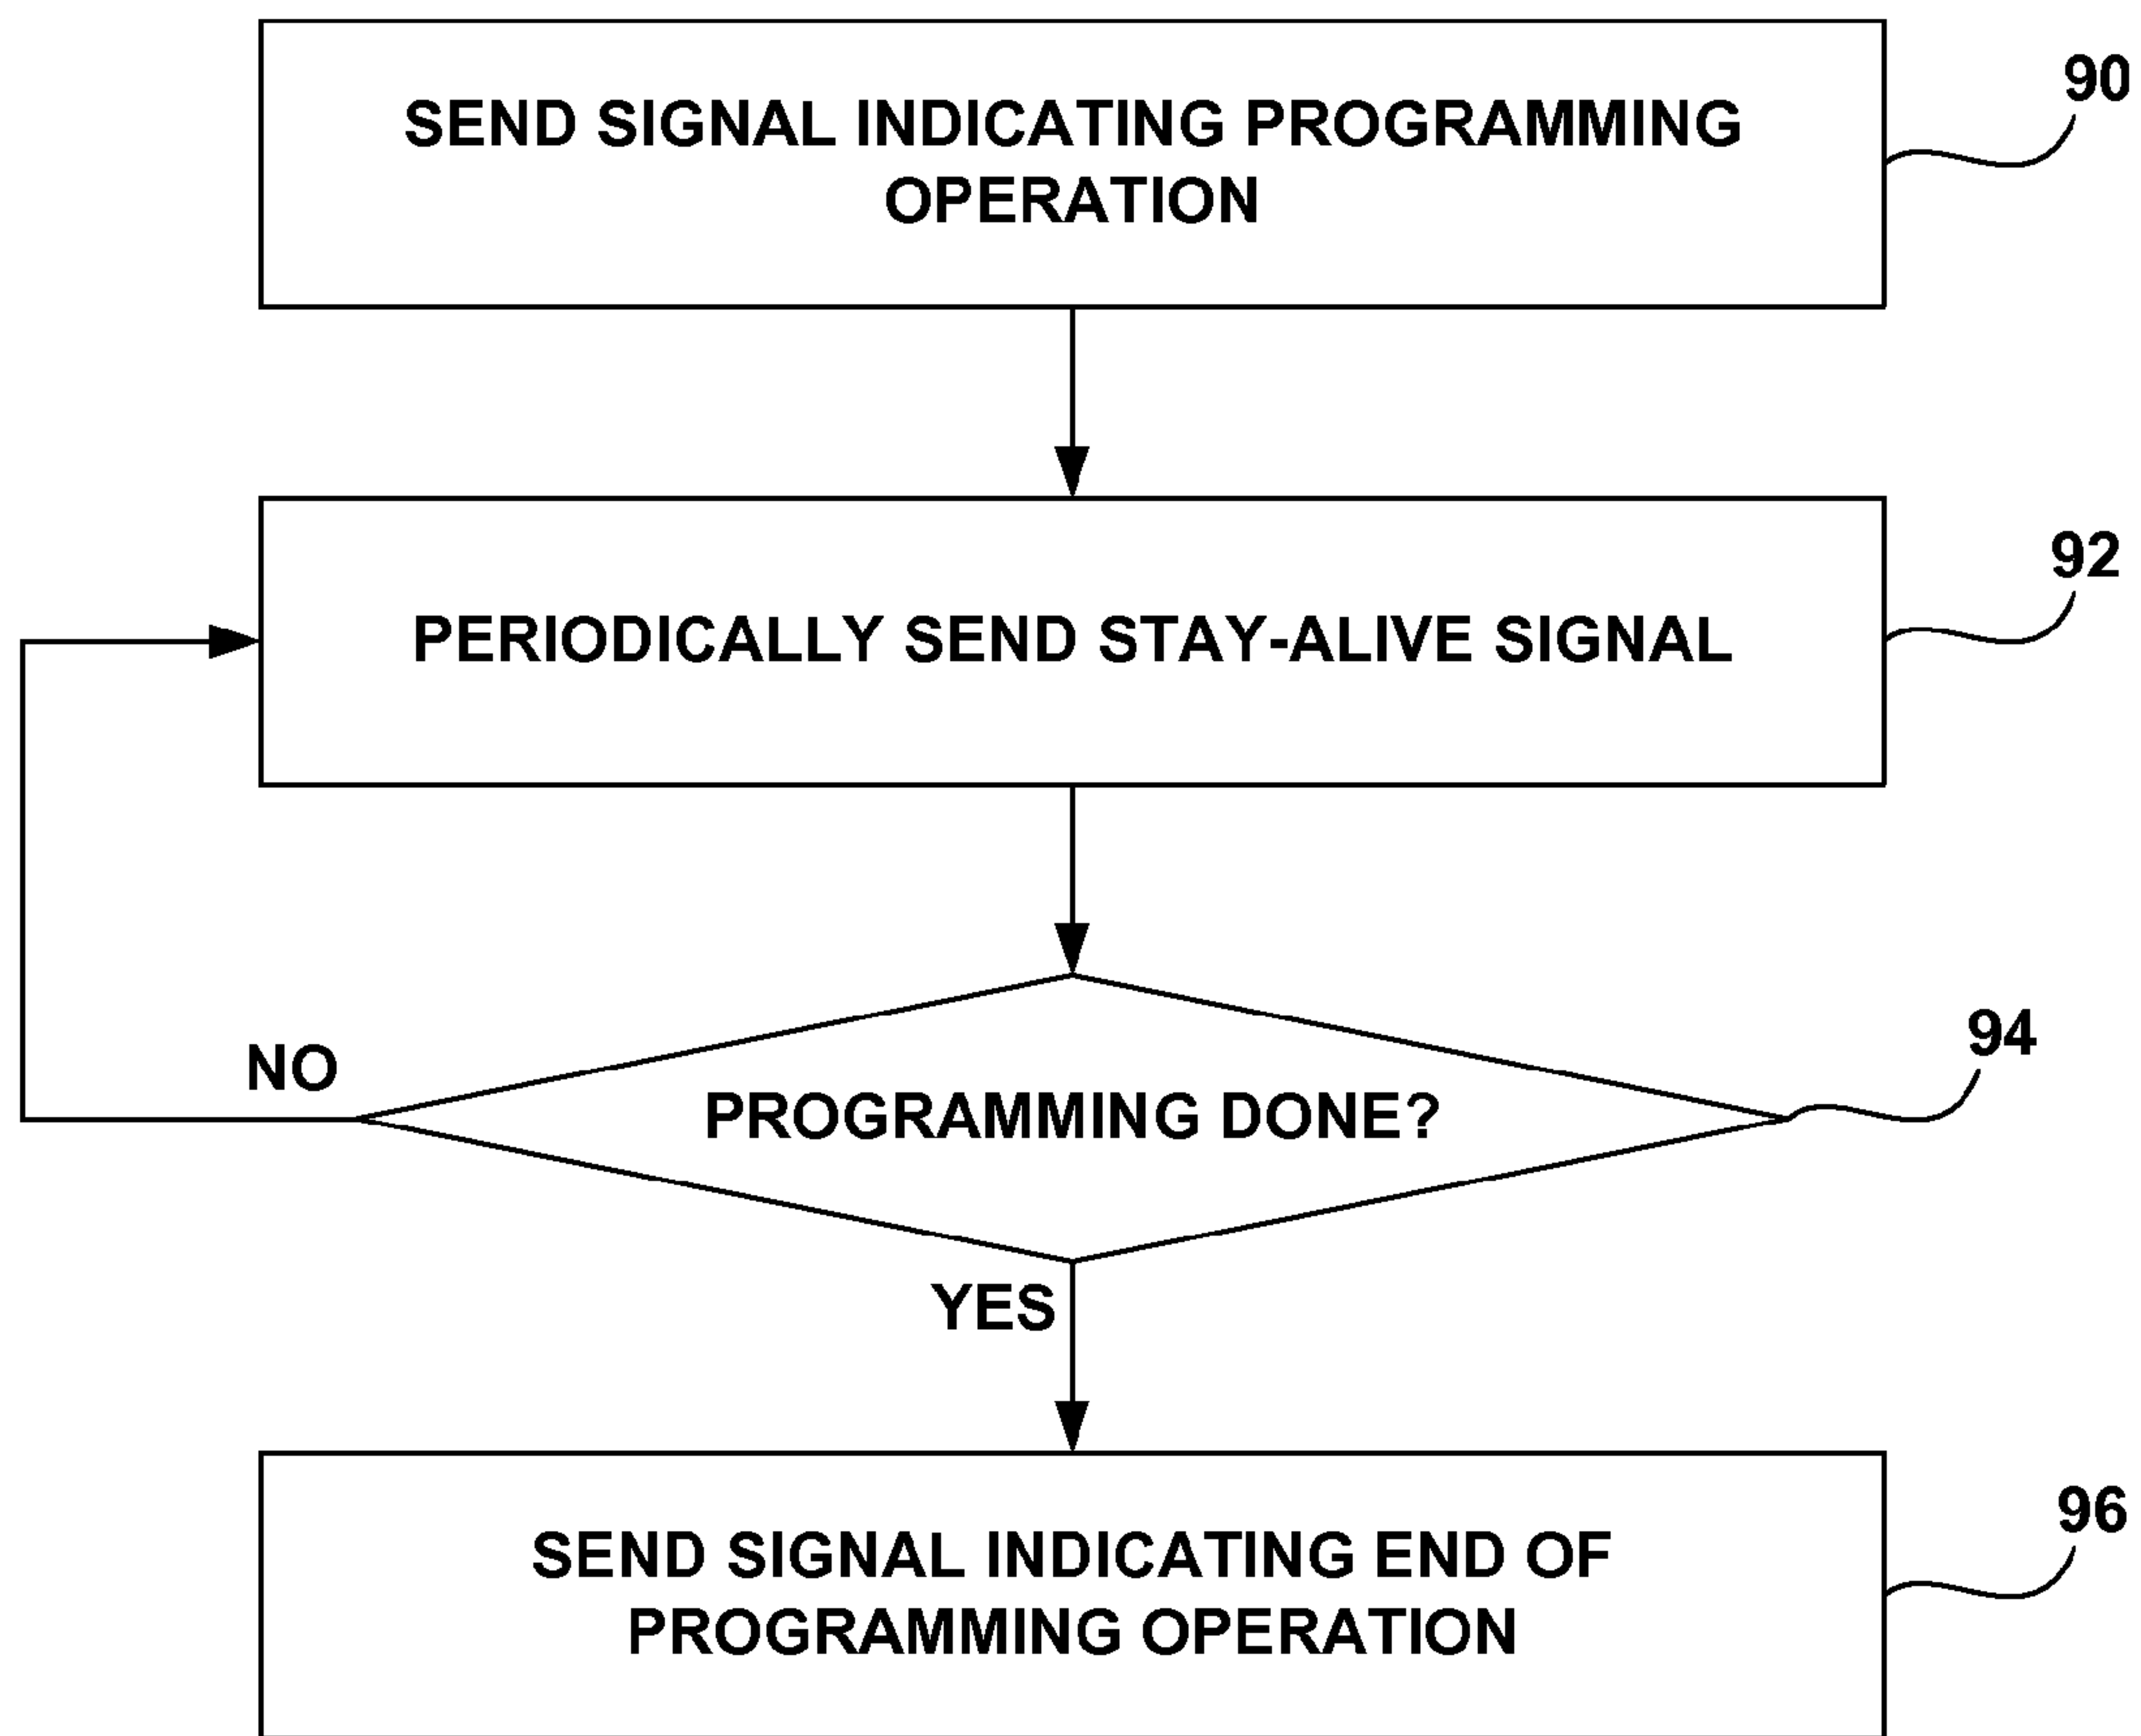 SEND SIGNAL INDICATING PROGRAMMING
OPERATION
90
PERIODICALLY SEND STAY-ALIVE SIGNAL
92
PROGRAMMING DONE?
94
NO
YES
SEND SIGNAL INDICATING END OF
PROGRAMMING OPERATION
96